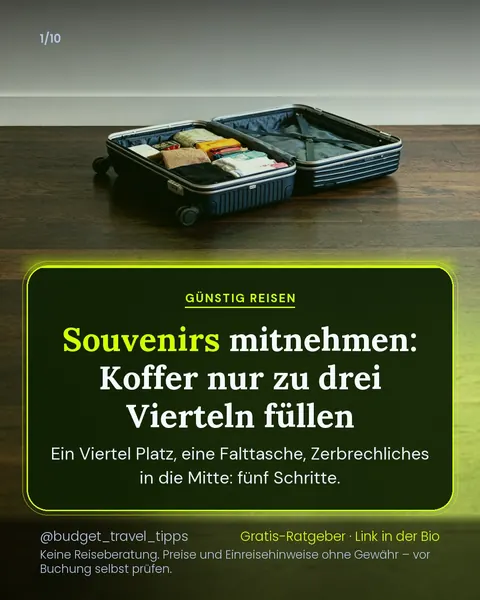 1/10
GÜNSTIG REISEN
Souvenirs mitnehmen:
Koffer nur zu drei
Vierteln füllen
Ein Viertel Platz, eine Falttasche, Zerbrechliches
in die Mitte: fünf Schritte.
@budget_travel_tipps
Gratis-Ratgeber · Link in der Bio
Keine Reiseberatung. Preise und Einreisehinweise ohne Gewähr – vor
Buchung selbst prüfen.